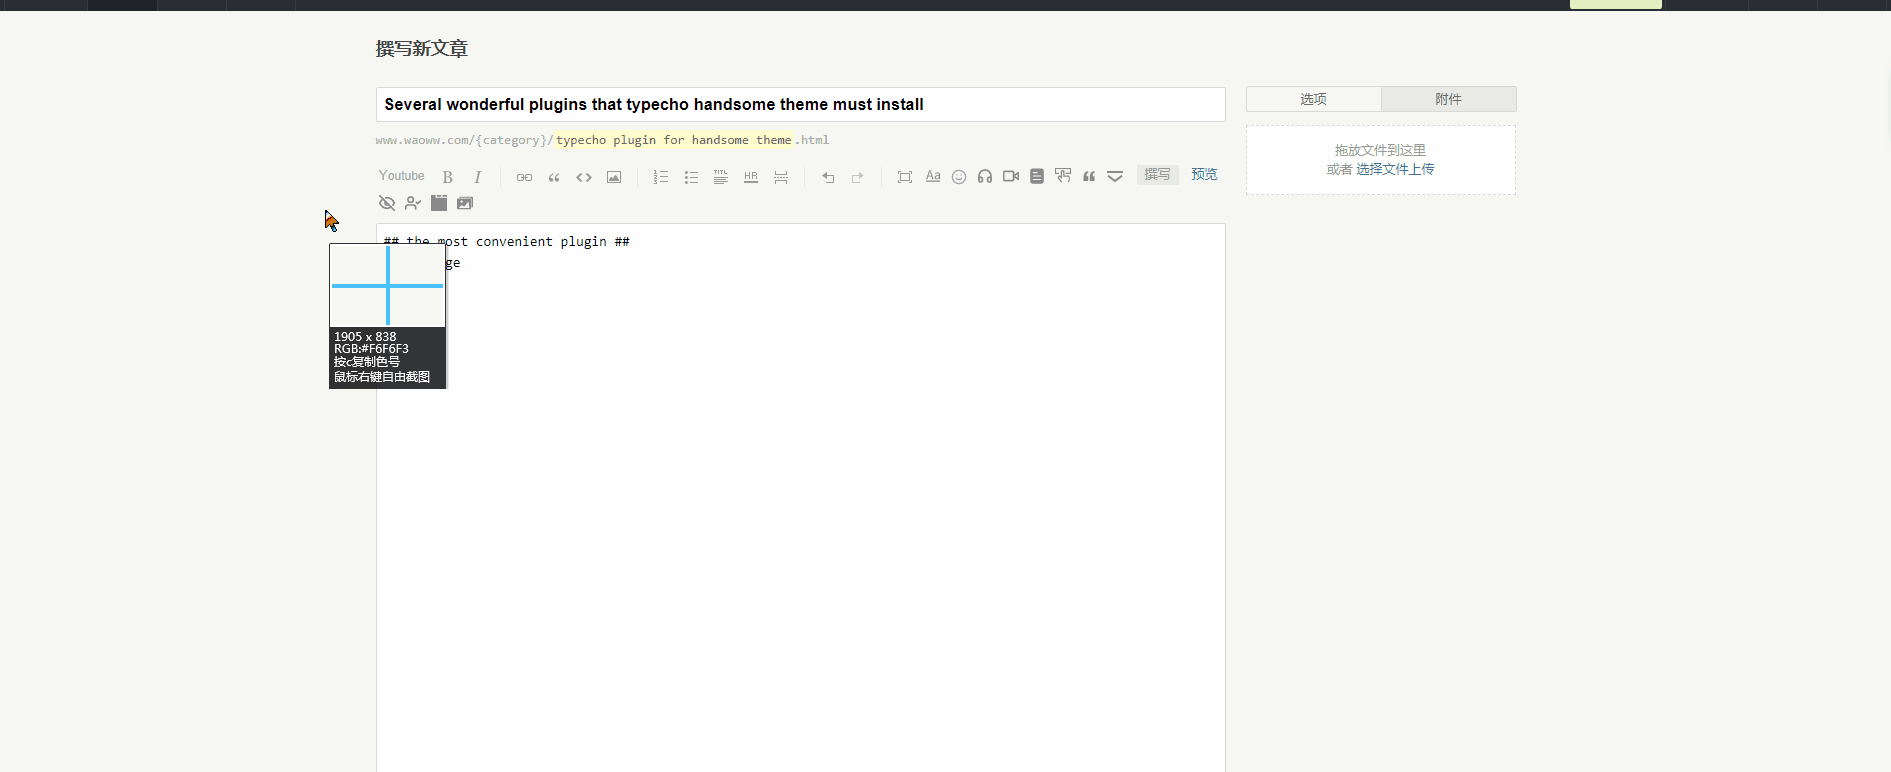 撰写新文章
Several wonderful plugins that typecho handsome theme must install
www.waoww.com/{category}/typecho plugin for handsome theme.html
Youtube B I TITL HR Aa 撰写 预览
## the most convenient plugin ##
ge
1905 x 838
RGB:#F6F6F3
按c复制色号
鼠标右键自由截图
选项 附件
拖放文件到这里
或者 选择文件上传